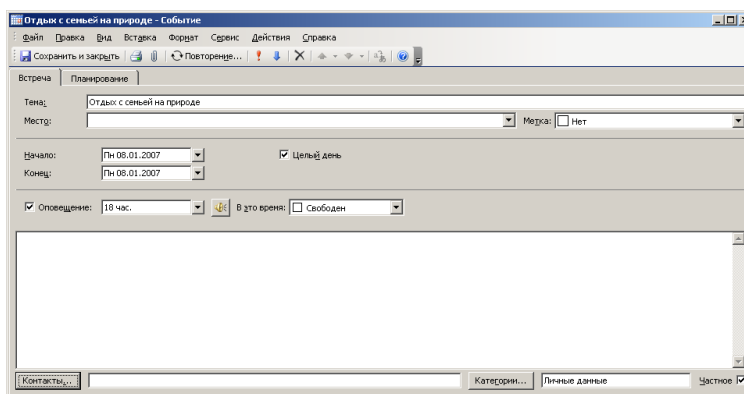 Отдых с семьей на природе - Событие
Файл Правка Вид Вставка Формат Сервис Действия Справка
Сохранить и закрыть Повторение...
Встреча Планирование
Тема: Отдых с семьей на природе
Место: Метка: Нет
Начало: Пн 08.01.2007 Целый день
Конец: Пн 08.01.2007
Оповещение: 18 час. В это время: Свободен
Контакты... Категории... Личные данные Частное